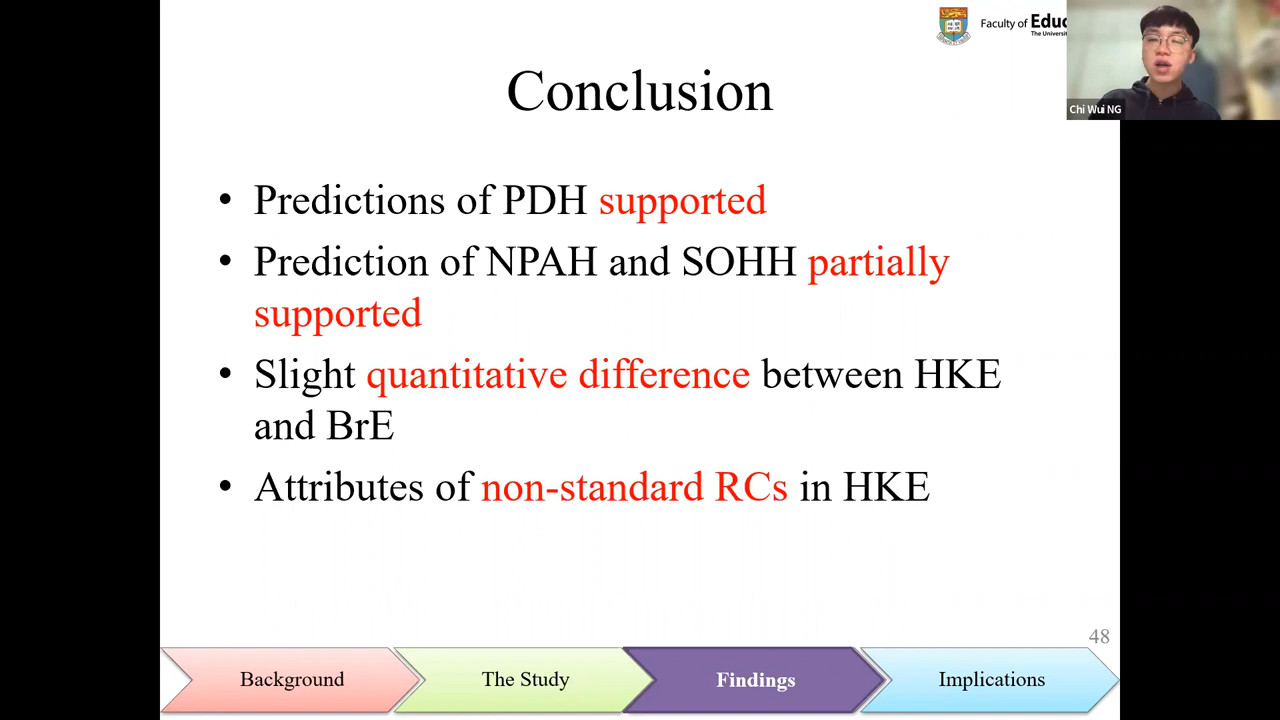 Faculty of Educ
The Univers
Chi Wui NG
Conclusion
• Predictions of PDH supported
• Prediction of NPAH and SOHH partially
supported
• Slight quantitative difference between HKE
and BrE
• Attributes of non-standard RCs in HKE
48
Background
The Study
Findings
Implications